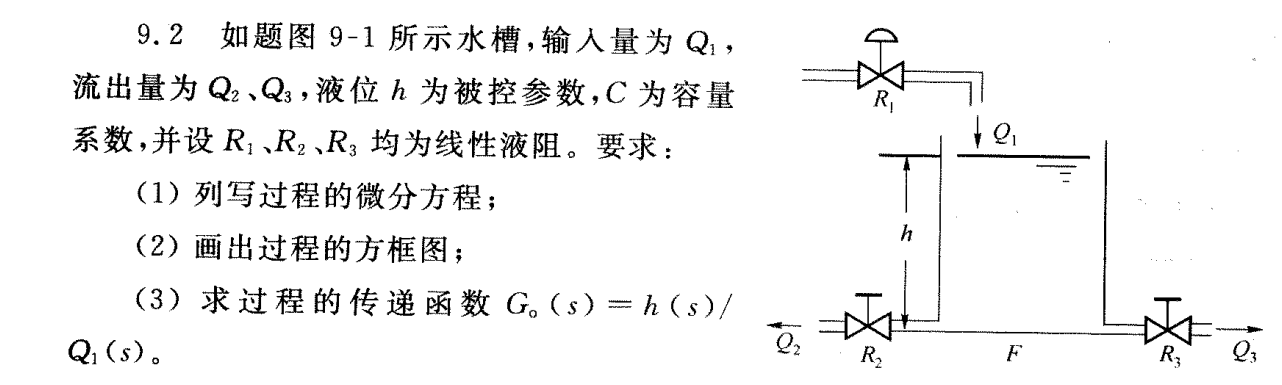 9.2 如题图 9-1 所示水槽,输入量为 Q₁,
流出量为 Q₂、Q₃,液位 h 为被控参数,C 为容量
系数,并设 R₁、R₂、R₃ 均为线性液阻。要求:
(1) 列写过程的微分方程;
(2) 画出过程的方框图;
(3) 求过程的传递函数 Gₒ(s)=h(s)/
Q₁(s)。
R₁
Q₁
h
Q₂
R₂
F
R₃
Q₃